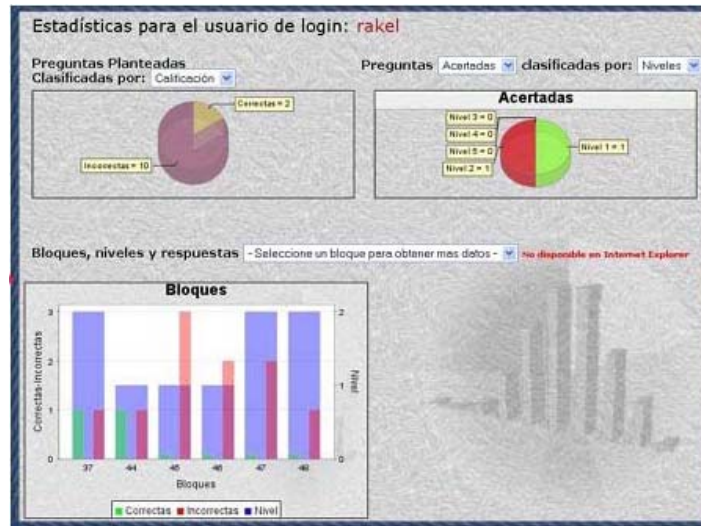 Estadísticas para el usuario de login: rakel
Preguntas Planteadas
Clasificadas por: Calificación
Preguntas Acertadas clasificadas por: Niveles
Correctas = 2
Incorrectas = 10
Acertadas
Nivel 3 = 0
Nivel 4 = 0
Nivel 5 = 0
Nivel 2 = 1
Nivel 1 = 1
Bloques, niveles y respuestas - Seleccione un bloque para obtener mas datos - No disponible en Internet Explorer
Bloques
Correctas-Incorrectas
3
2
1
0
Nivel
2
1
0
37 44 45 46 47 48
Bloques
Correctas Incorrectas Nivel